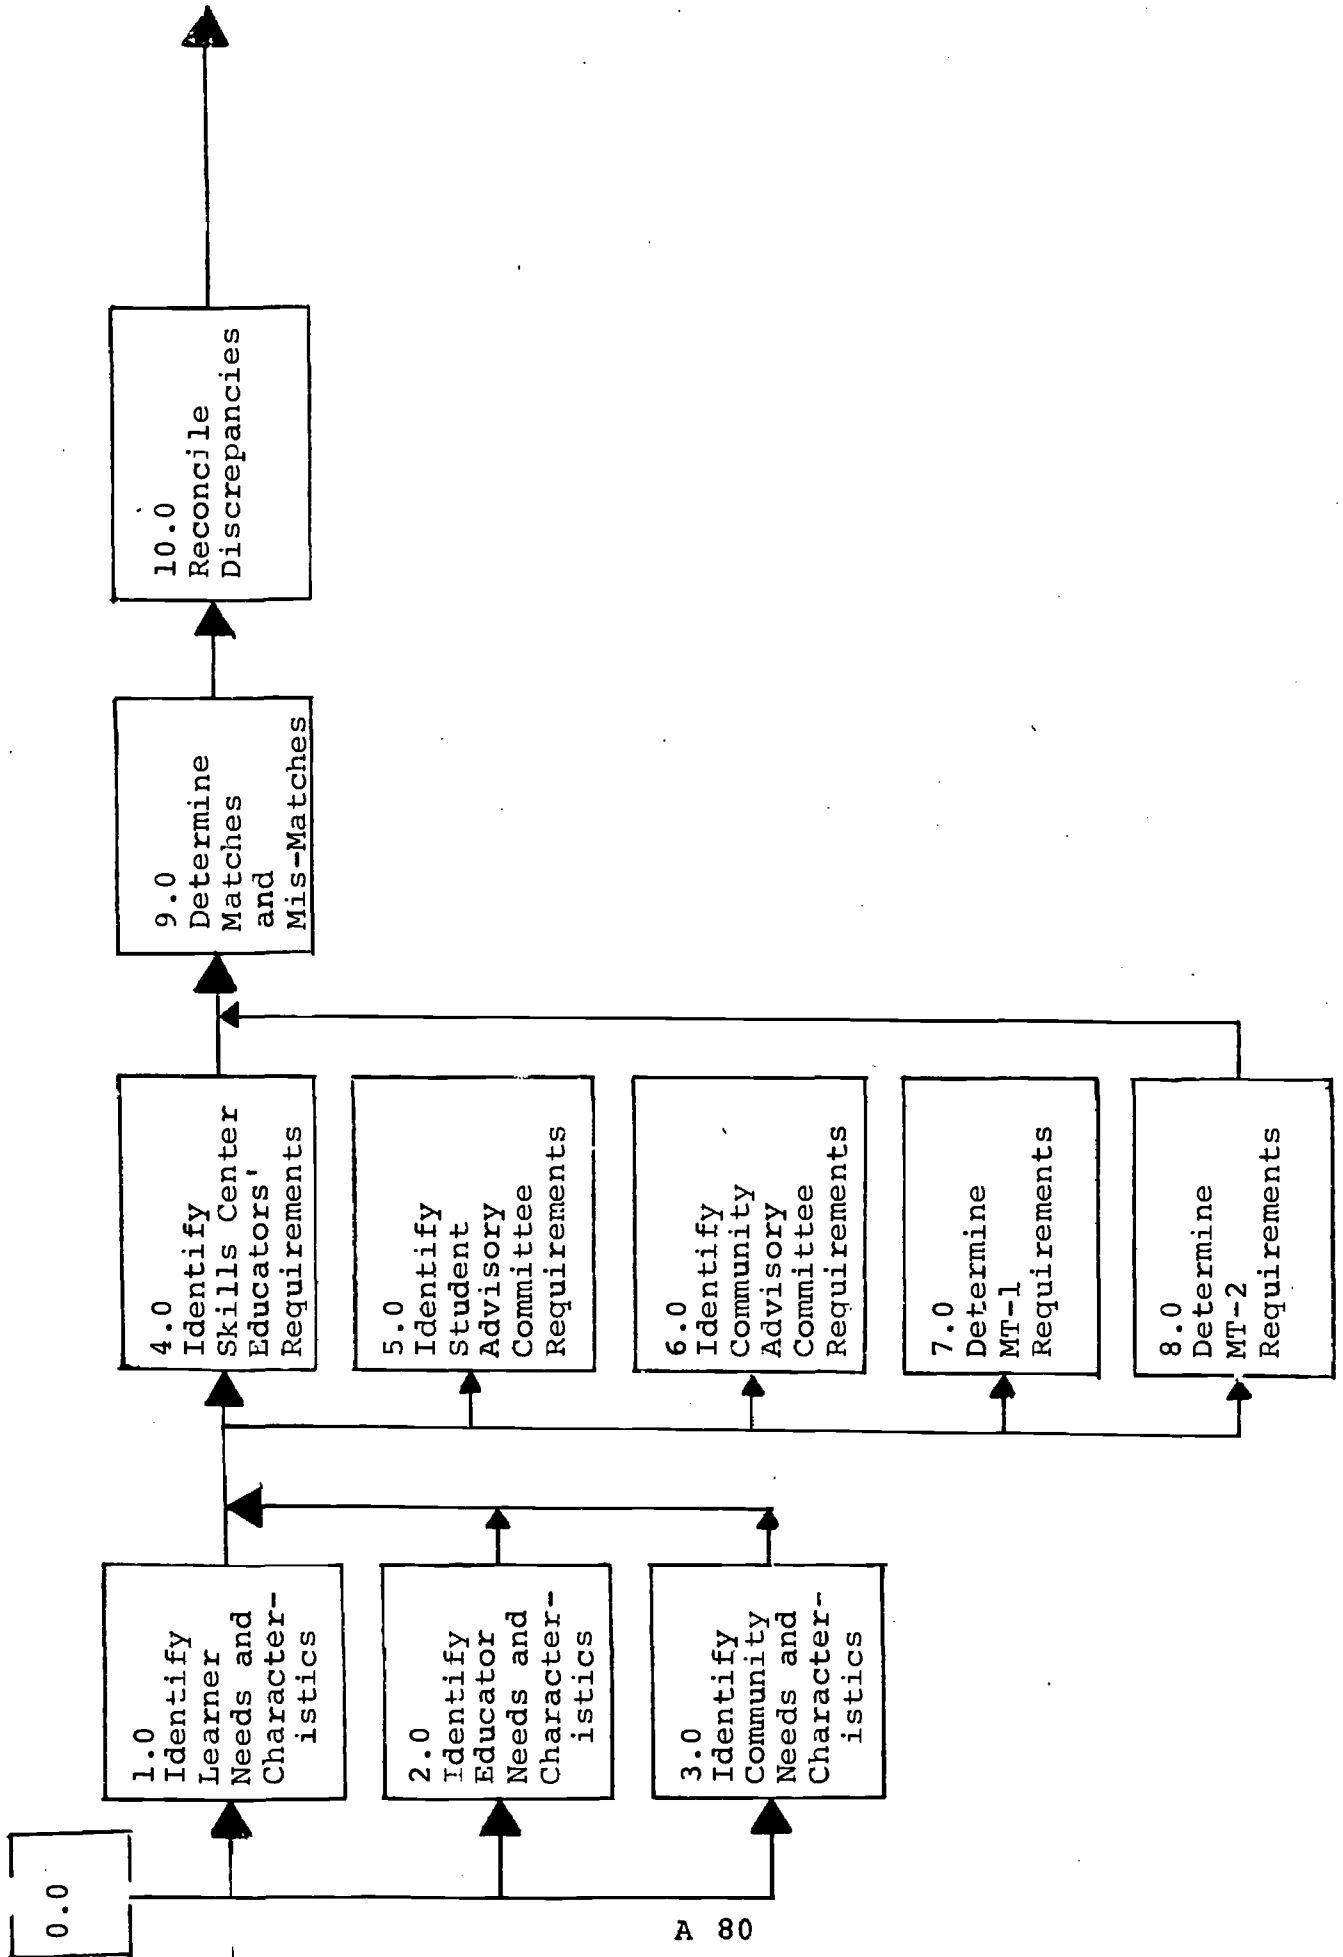 0.0
1.0
Identify
Learner
Needs and
Character-
istics
2.0
Identify
Educator
Needs and
Character-
istics
3.0
Identify
Community
Needs and
Character-
istics
4.0
Identify
Skills Center
Educators'
Requirements
5.0
Identify
Student
Advisory
Committee
Requirements
6.0
Identify
Community
Advisory
Committee
Requirements
7.0
Determine
MT-1
Requirements
8.0
Determine
MT-2
Requirements
9.0
Determine
Matches
and
Mis-Matches
10.0
Reconcile
Discrepancies
A 80